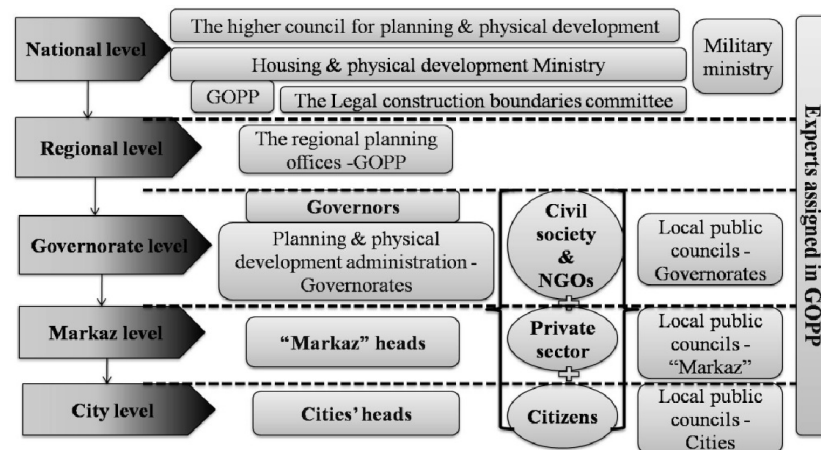 National level
The higher council for planning & physical development
Housing & physical development Ministry
GOPP
The Legal construction boundaries committee
Military
ministry
Experts assigned in GOPP
Regional level
The regional planning
offices -GOPP
Governorate level
Governors
Planning & physical
development administration -
Governorates
Civil
society
&
NGOs
Local public
councils -
Governorates
Markaz level
“Markaz” heads
Private
sector
Local public
councils -
“Markaz”
City level
Cities’ heads
Citizens
Local public
councils -
Cities